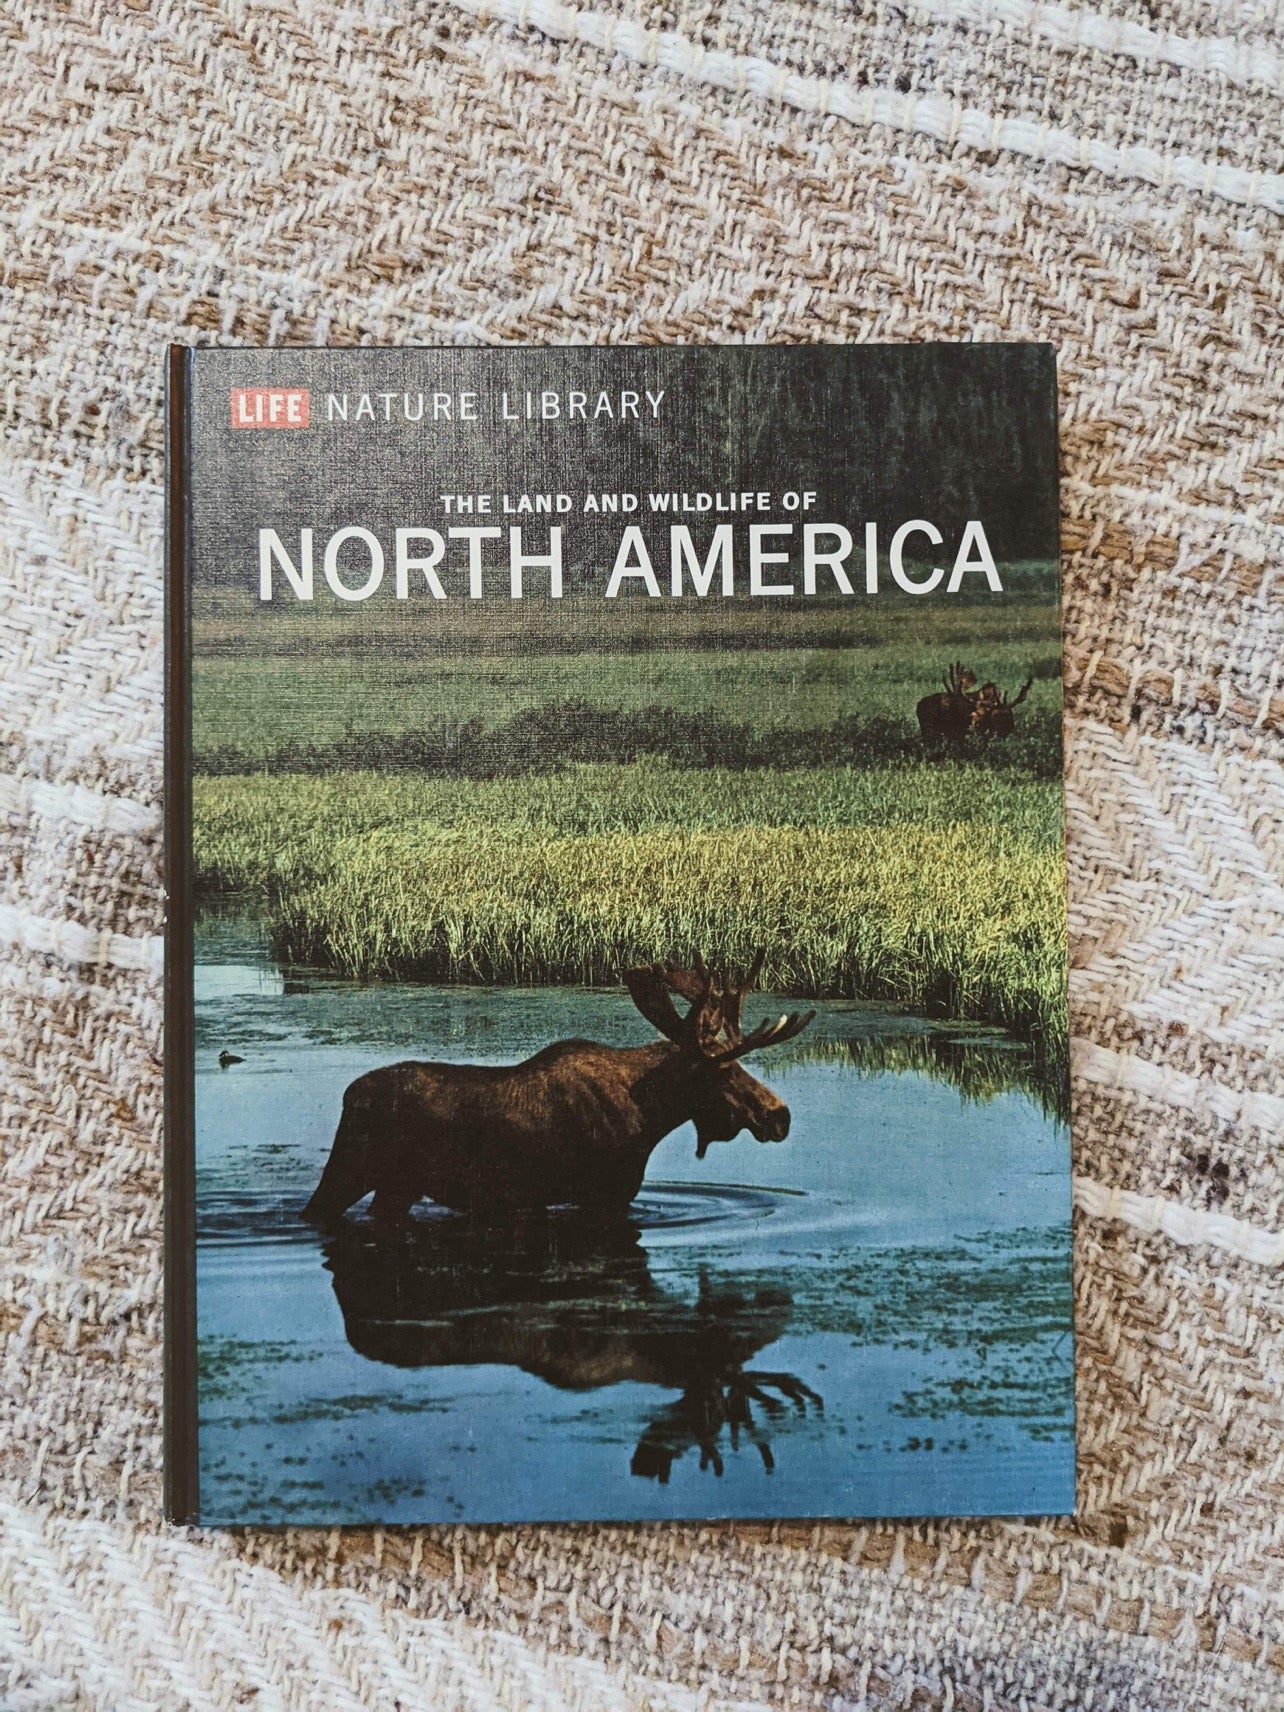 LIFE NATURE LIBRARY
THE LAND AND WILDLIFE OF
NORTH AMERICA